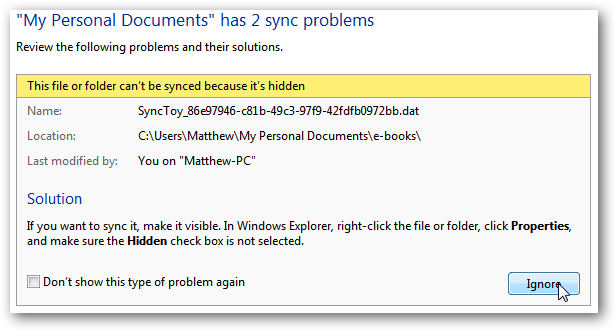 "My Personal Documents" has 2 sync problems
Review the following problems and their solutions.
This file or folder can't be synced because it's hidden
Name: SyncToy_86e97946-c81b-49c3-97f9-42fdfb0972bb.dat
Location: C:\Users\Matthew\My Personal Documents\e-books\
Last modified by: You on "Matthew-PC"
Solution
If you want to sync it, make it visible. In Windows Explorer, right-click the file or folder, click Properties,
and make sure the Hidden check box is not selected.
Don't show this type of problem again
Ignore